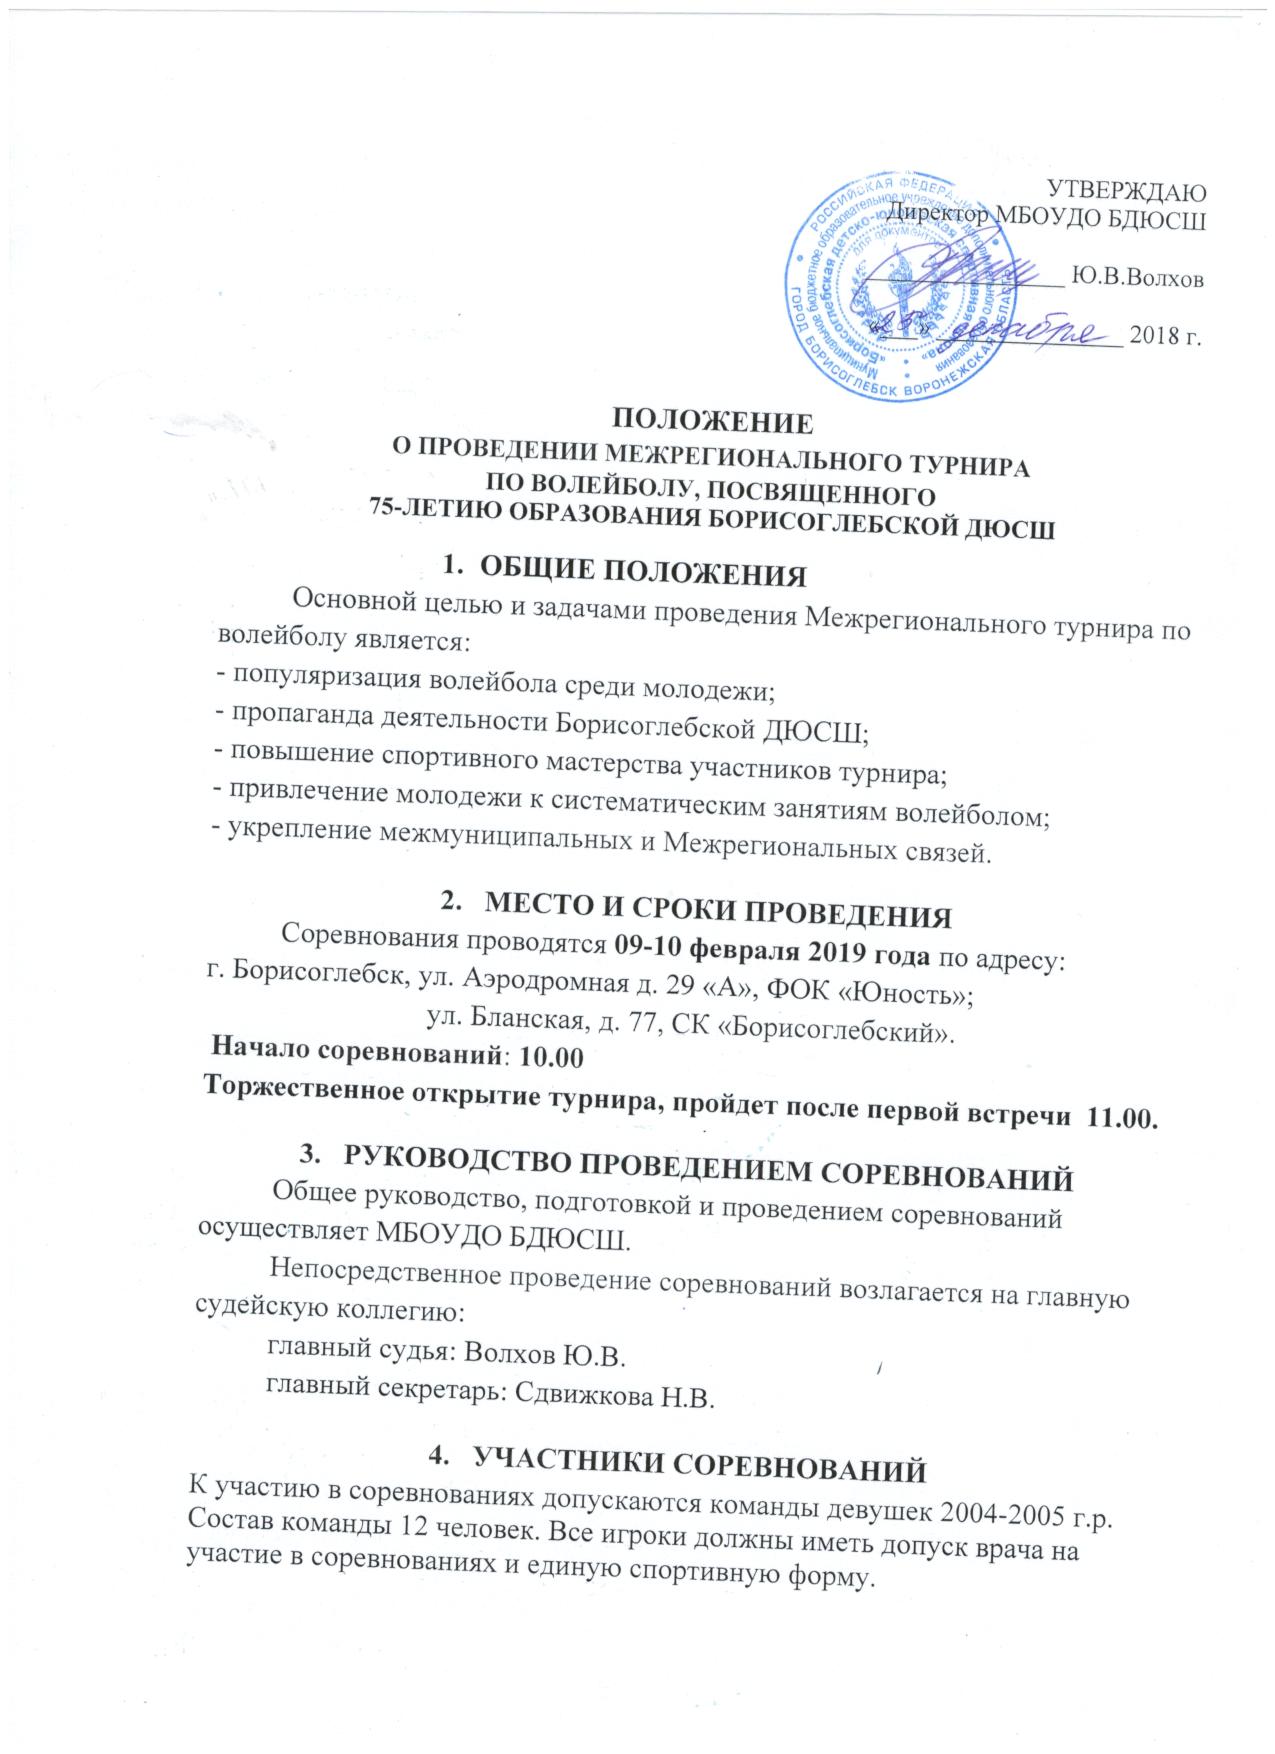 УТВЕРЖДАЮ
Директор МБОУДО БДЮСШ
Ю.В.Волхов
«25» декабря 2018 г.
РОССИЙСКАЯ ФЕДЕРАЦИЯ
ГОРОД БОРИСОГЛЕБСК ВОРОНЕЖСКАЯ ОБЛАСТЬ
Муниципальное бюджетное образовательное учреждение дополнительного образования
«Борисоглебская детско-юношеская спортивная школа»
для документов
ПОЛОЖЕНИЕ
О ПРОВЕДЕНИИ МЕЖРЕГИОНАЛЬНОГО ТУРНИРА
ПО ВОЛЕЙБОЛУ, ПОСВЯЩЕННОГО
75-ЛЕТИЮ ОБРАЗОВАНИЯ БОРИСОГЛЕБСКОЙ ДЮСШ
1. ОБЩИЕ ПОЛОЖЕНИЯ
Основной целью и задачами проведения Межрегионального турнира по
волейболу является:
- популяризация волейбола среди молодежи;
- пропаганда деятельности Борисоглебской ДЮСШ;
- повышение спортивного мастерства участников турнира;
- привлечение молодежи к систематическим занятиям волейболом;
- укрепление межмуниципальных и Межрегиональных связей.
2. МЕСТО И СРОКИ ПРОВЕДЕНИЯ
Соревнования проводятся 09-10 февраля 2019 года по адресу:
г. Борисоглебск, ул. Аэродромная д. 29 «А», ФОК «Юность»;
ул. Бланская, д. 77, СК «Борисоглебский».
Начало соревнований: 10.00
Торжественное открытие турнира, пройдет после первой встречи 11.00.
3. РУКОВОДСТВО ПРОВЕДЕНИЕМ СОРЕВНОВАНИЙ
Общее руководство, подготовкой и проведением соревнований
осуществляет МБОУДО БДЮСШ.
Непосредственное проведение соревнований возлагается на главную
судейскую коллегию:
главный судья: Волхов Ю.В.
главный секретарь: Сдвижкова Н.В.
4. УЧАСТНИКИ СОРЕВНОВАНИЙ
К участию в соревнованиях допускаются команды девушек 2004-2005 г.р.
Состав команды 12 человек. Все игроки должны иметь допуск врача на
участие в соревнованиях и единую спортивную форму.